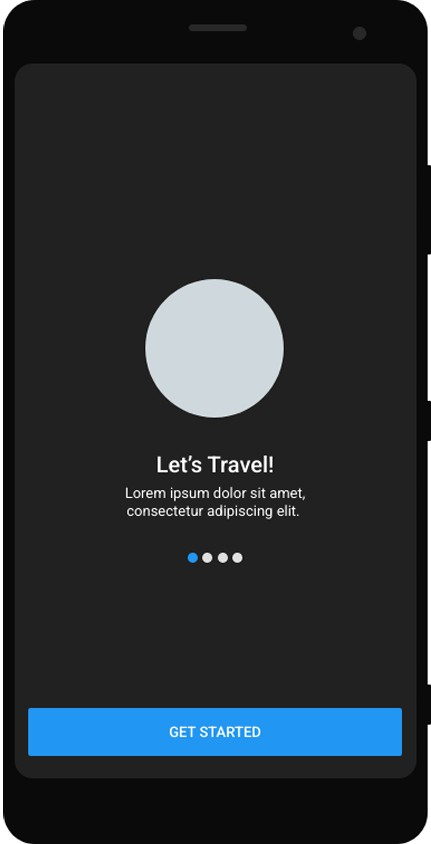 Let’s Travel!
Lorem ipsum dolor sit amet,
consectetur adipiscing elit.
GET STARTED